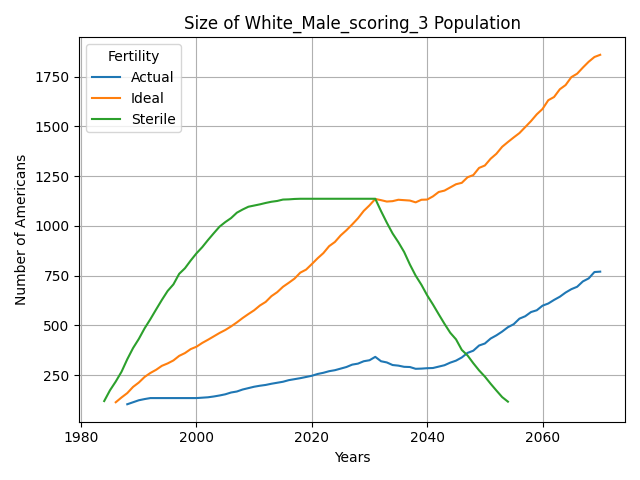 Size of White_Male_scoring_3 Population
Fertility
Actual
Ideal
Sterile
Number of Americans
1750
1500
1250
1000
750
500
250
1980 2000 2020 2040 2060
Years